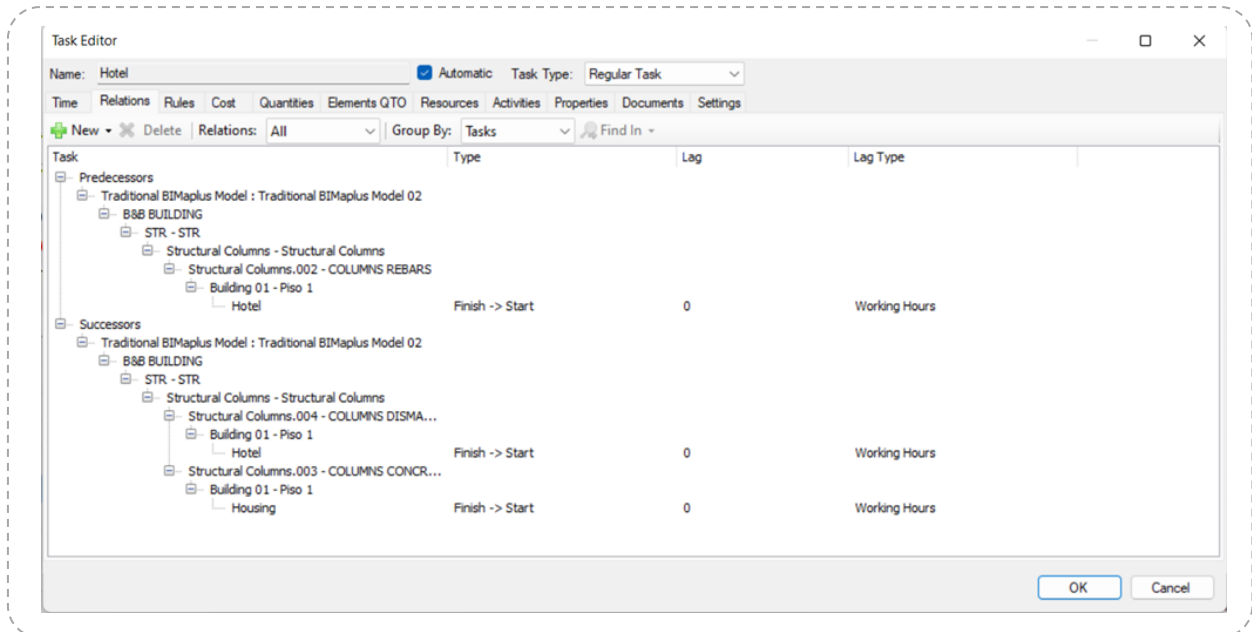 Task Editor
Name: Hotel Automatic Task Type: Regular Task
Time Relations Rules Cost Quantities Elements QTO Resources Activities Properties Documents Settings
New Delete Relations: All Group By: Tasks Find In
Task Type Lag Lag Type
Predecessors
Traditional BIMaplus Model : Traditional BIMaplus Model 02
B&B BUILDING
STR - STR
Structural Columns - Structural Columns
Structural Columns.002 - COLUMNS REBARS
Building 01 - Piso 1
Hotel Finish -> Start 0 Working Hours
Successors
Traditional BIMaplus Model : Traditional BIMaplus Model 02
B&B BUILDING
STR - STR
Structural Columns - Structural Columns
Structural Columns.004 - COLUMNS DISMA...
Building 01 - Piso 1
Hotel Finish -> Start 0 Working Hours
Structural Columns.003 - COLUMNS CONCR...
Building 01 - Piso 1
Housing Finish -> Start 0 Working Hours
OK Cancel